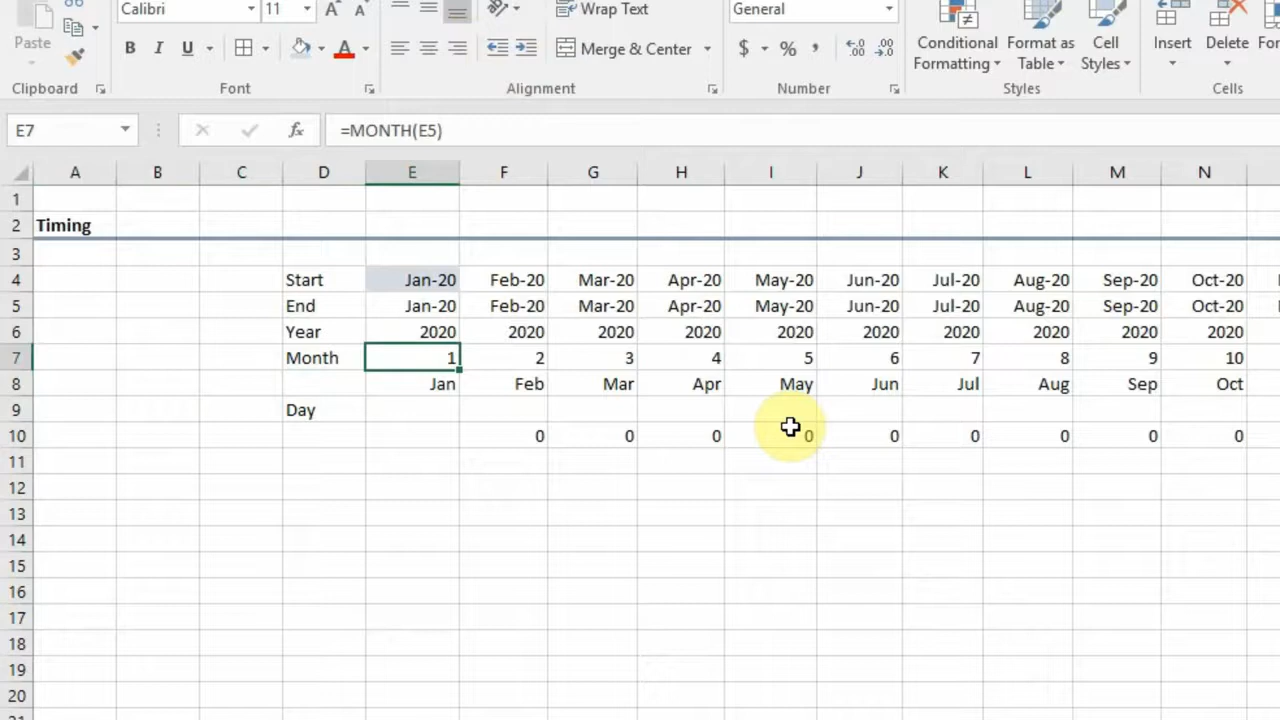 Calibri 11 A A Wrap Text General
Paste B I U A Merge & Center $ % , Conditional Formatting Format as Table Cell Styles Insert Delete
Clipboard Font Alignment Number Styles Cells
E7 fx =MONTH(E5)
A B C D E F G H I J K L M N
1
2 Timing
3
4 Start Jan-20 Feb-20 Mar-20 Apr-20 May-20 Jun-20 Jul-20 Aug-20 Sep-20 Oct-20
5 End Jan-20 Feb-20 Mar-20 Apr-20 May-20 Jun-20 Jul-20 Aug-20 Sep-20 Oct-20
6 Year 2020 2020 2020 2020 2020 2020 2020 2020 2020 2020
7 Month 1 2 3 4 5 6 7 8 9 10
8 Jan Feb Mar Apr May Jun Jul Aug Sep Oct
9 Day
10 0 0 0 0 0 0 0 0 0
11
12
13
14
15
16
17
18
19
20